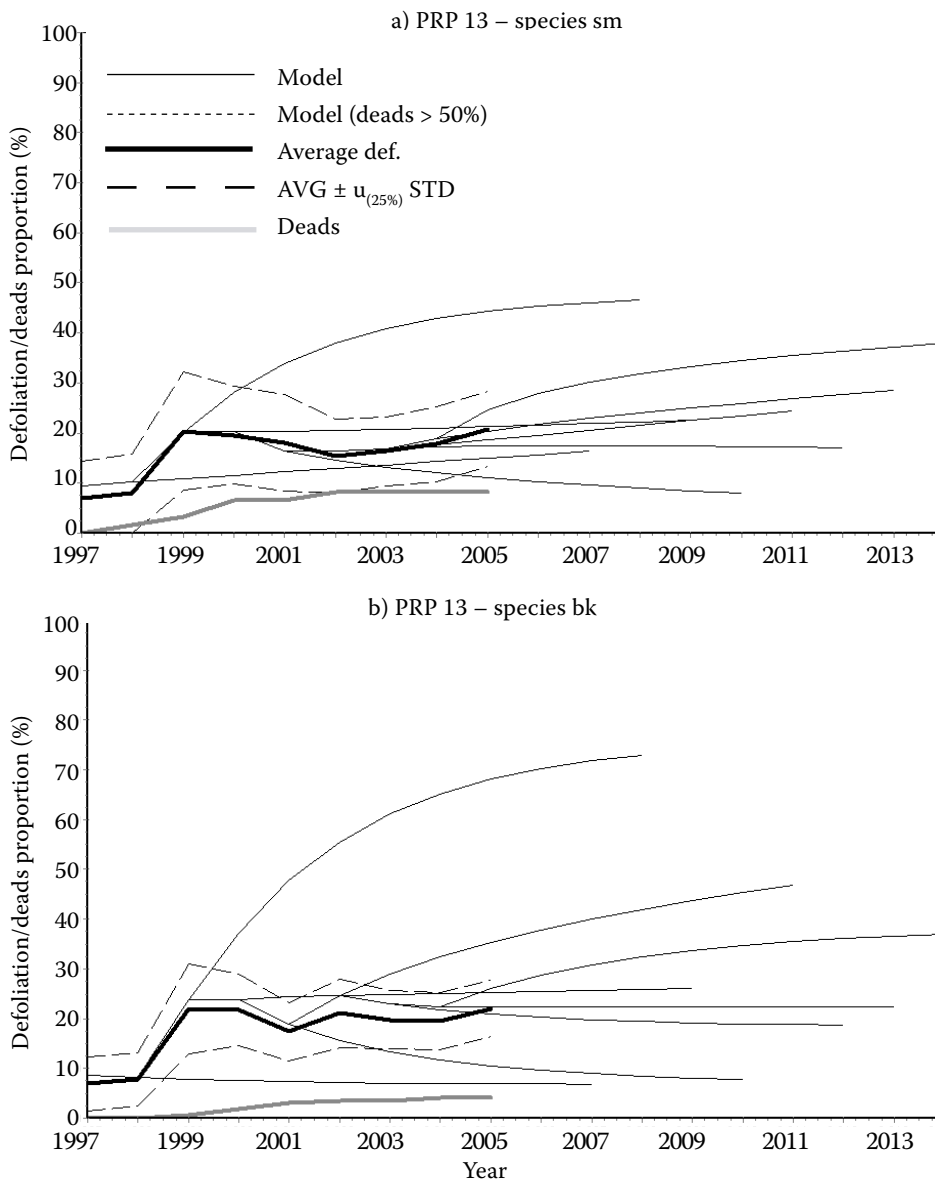 a) PRP 13 – species sm
Defoliation/deads proportion (%)
100
90
80
70
60
50
40
30
20
10
0
Model
Model (deads > 50%)
Average def.
AVG ± u(25%) STD
Deads
1997 1999 2001 2003 2005 2007 2009 2011 2013
b) PRP 13 – species bk
Defoliation/deads proportion (%)
100
90
80
70
60
50
40
30
20
10
0
1997 1999 2001 2003 2005 2007 2009 2011 2013
Year